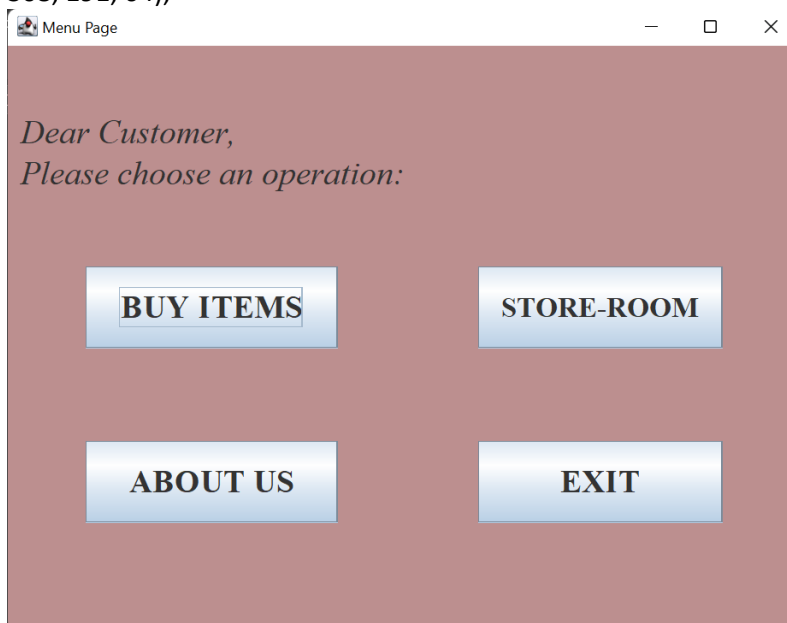 Menu Page
Dear Customer,
Please choose an operation:
BUY ITEMS
STORE-ROOM
ABOUT US
EXIT